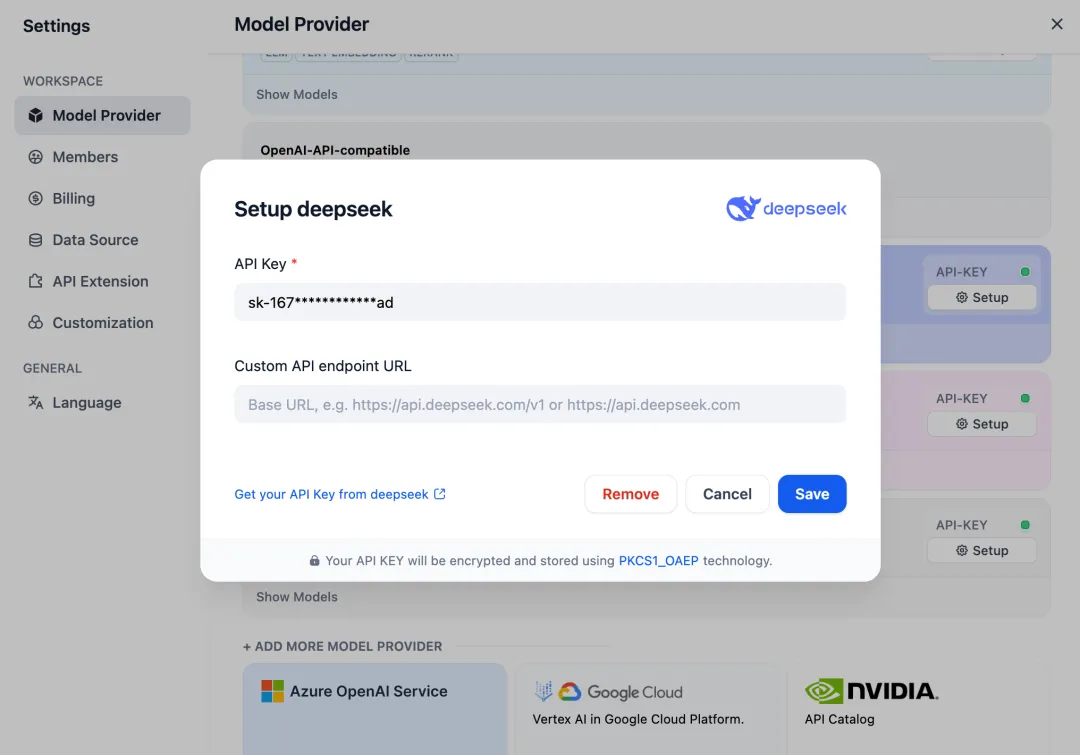 Settings
Model Provider
WORKSPACE
Model Provider
Members
Billing
Data Source
API Extension
Customization
GENERAL
Language
LLM TEXT EMBEDDING RERANK
Show Models
OpenAI-API-compatible
Setup deepseek
deepseek
API Key *
sk-167************ad
Custom API endpoint URL
Base URL, e.g. https://api.deepseek.com/v1 or https://api.deepseek.com
Get your API Key from deepseek
Remove
Cancel
Save
Your API KEY will be encrypted and stored using PKCS1_OAEP technology.
API-KEY
Setup
API-KEY
Setup
API-KEY
Setup
Show Models
+ ADD MORE MODEL PROVIDER
Azure OpenAI Service
Google Cloud
Vertex AI in Google Cloud Platform.
NVIDIA.
API Catalog